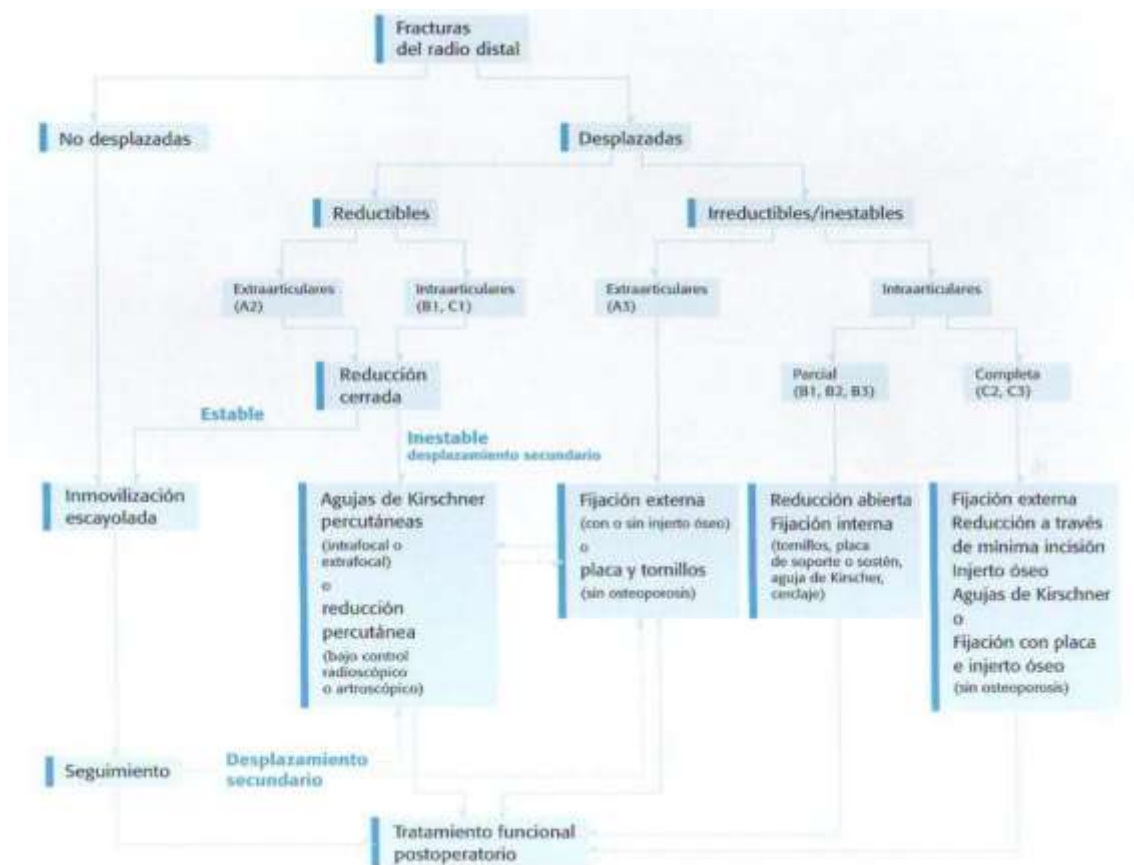 Fracturas
del radio distal
No desplazadas
Desplazadas
Reductibles
Irreductibles/inestables
Extraarticulares
(A2)
Intraarticulares
(B1, C1)
Extraarticulares
(A3)
Intraarticulares
Reducción
cerrada
Parcial
(B1, B2, B3)
Completa
(C2, C3)
Estable
Inestable
desplazamiento secundario
Inmovilización
escayolada
Agujas de Kirschner
percutáneas
(intrafocal o
extrafocal)
o
reducción
percutánea
(bajo control
radioscópico
o artroscópico)
Fijación externa
(con o sin injerto óseo)
o
placa y tornillos
(sin osteoporosis)
Reducción abierta
Fijación interna
(tornillos, placa
de soporte o sostén,
aguja de Kirscher,
cerclaje)
Fijación externa
Reducción a través
de mínima incisión
Injerto óseo
Agujas de Kirschner
o
Fijación con placa
e injerto óseo
(sin osteoporosis)
Seguimiento
Desplazamiento
secundario
Tratamiento funcional
postoperatorio